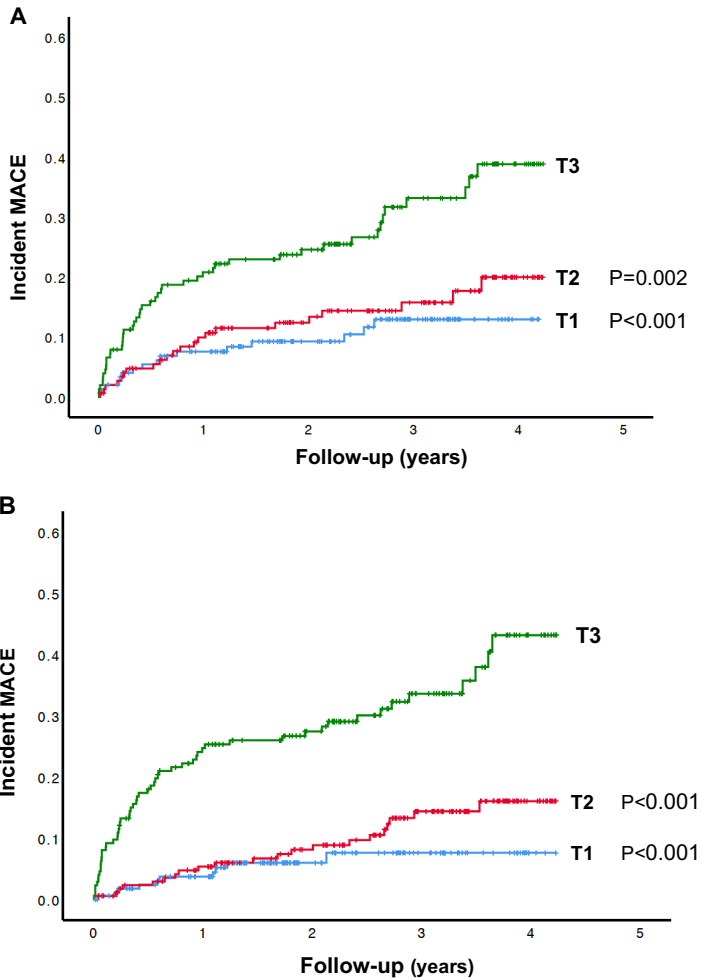 A
0.6
0.5
0.4
0.3
0.2
0.1
0.0
Incident MACE
T3
T2 P=0.002
T1 P<0.001
0 1 2 3 4 5
Follow-up (years)
B
0.6
0.5
0.4
0.3
0.2
0.1
0.0
Incident MACE
T3
T2 P<0.001
T1 P<0.001
0 1 2 3 4 5
Follow-up (years)